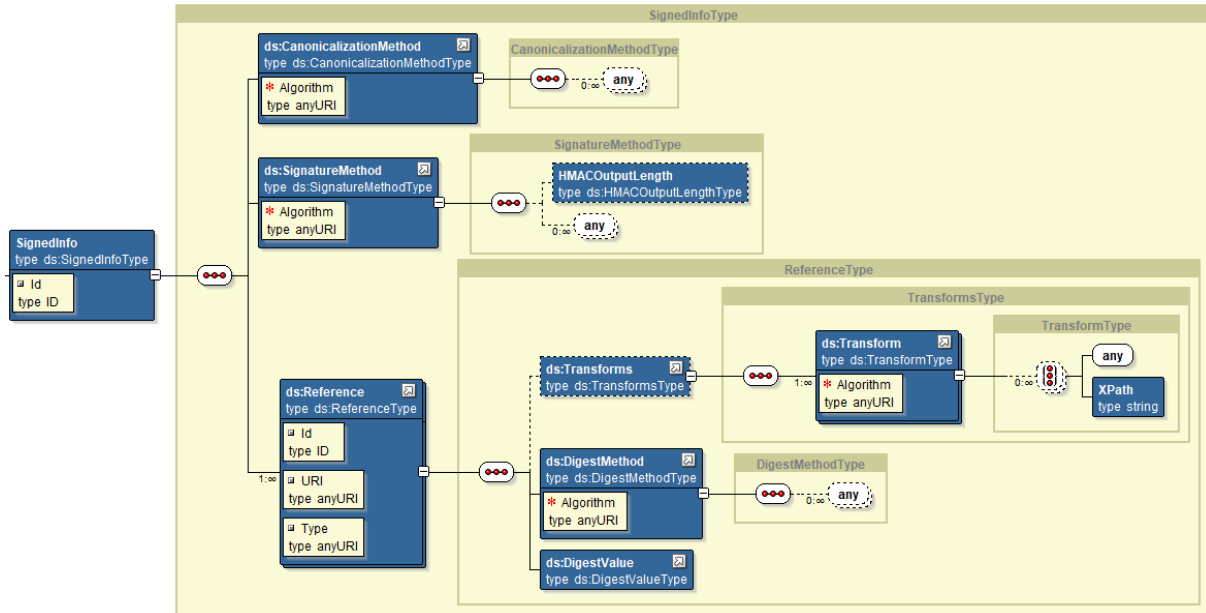 SignedInfoType
ds:CanonicalizationMethod
type ds:CanonicalizationMethodType
* Algorithm
type anyURI
CanonicalizationMethodType
any
0:∞
ds:SignatureMethod
type ds:SignatureMethodType
* Algorithm
type anyURI
SignatureMethodType
HMACOutputLength
type ds:HMACOutputLengthType
any
0:∞
SignedInfo
type ds:SignedInfoType
Id
type ID
ReferenceType
TransformsType
TransformType
ds:Reference
type ds:ReferenceType
Id
type ID
URI
type anyURI
Type
type anyURI
1:∞
ds:Transforms
type ds:TransformsType
1:∞
ds:Transform
type ds:TransformType
* Algorithm
type anyURI
0:∞
any
XPath
type string
ds:DigestMethod
type ds:DigestMethodType
* Algorithm
type anyURI
DigestMethodType
any
0:∞
ds:DigestValue
type ds:DigestValueType